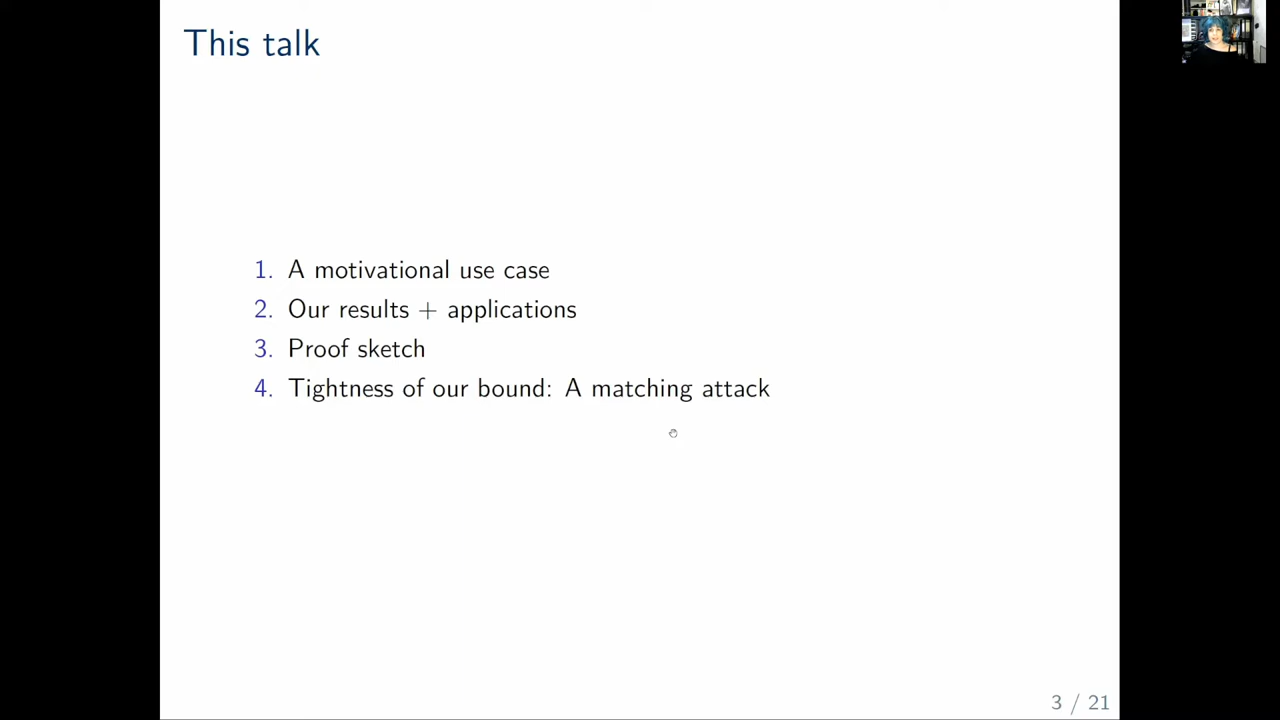 This talk
1. A motivational use case
2. Our results + applications
3. Proof sketch
4. Tightness of our bound: A matching attack
3 / 21